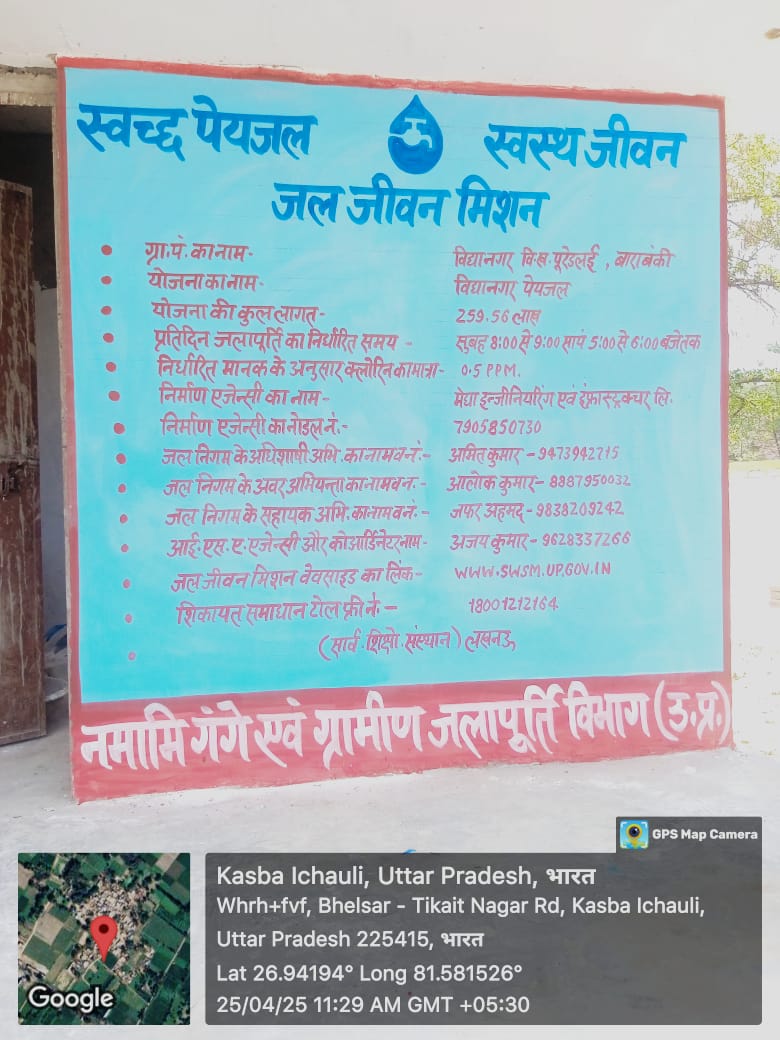 स्वच्छ पेयजल स्वस्थ जीवन
जल जीवन मिशन
ग्रा.पं. का नाम- विद्यानगर वि.ख. पूरेडलई , बाराबंकी
योजना का नाम- विद्यानगर पेयजल
योजना की कुल लागत- 259.56 लाख
प्रतिदिन जलापूर्ति का निर्धारित समय - सुबह 8:00 से 9:00 सायं 5:00 से 6:00 बजे तक
निर्धारित मानक के अनुसार क्लोरिन का मात्रा- 0.5 PPM.
निर्माण एजेन्सी का नाम- मेघा इन्जीनियरिंग एवं इंफ्रास्ट्रक्चर लि.
निर्माण एजेन्सी का नोडल नं.- 7905850730
जल निगम के अधिशाषी अभि. का नाम व नं.- अमित कुमार - 9473942715
जल निगम के अवर अभियन्ता का नाम व नं.- आलोक कुमार- 8887950032
जल निगम के सहायक अभि. का नाम व नं.- जफर अहमद- 9838209242
आई.एस.ए. एजेन्सी और कोआर्डिनेटर नाम- अजय कुमार- 9628337266
जल जीवन मिशन वेवसाइड का लिंक- WWW.SWSM.UP.GOV.IN
शिकायत समाधान टोल फ्री नं.- 18001212164
(सार्व. शिक्षो. संस्थान) लखनऊ
नमामि गंगे एवं ग्रामीण जलापूर्ति विभाग (उ.प्र.)
GPS Map Camera
Kasba Ichauli, Uttar Pradesh, भारत
Whrh+fvf, Bhelsar - Tikait Nagar Rd, Kasba Ichauli,
Uttar Pradesh 225415, भारत
Lat 26.94194° Long 81.581526°
25/04/25 11:29 AM GMT +05:30
Google